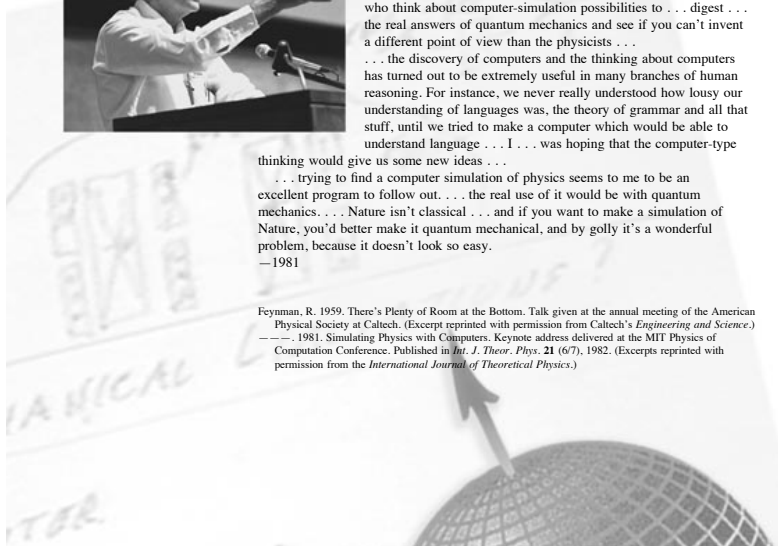 who think about computer-simulation possibilities to . . . digest . . .
the real answers of quantum mechanics and see if you can't invent
a different point of view than the physicists . . .
. . . the discovery of computers and the thinking about computers
has turned out to be extremely useful in many branches of human
reasoning. For instance, we never really understood how lousy our
understanding of languages was, the theory of grammar and all that
stuff, until we tried to make a computer which would be able to
understand language . . . I . . . was hoping that the computer-type
thinking would give us some new ideas . . .
. . . trying to find a computer simulation of physics seems to me to be an
excellent program to follow out. . . . the real use of it would be with quantum
mechanics. . . . Nature isn't classical . . . and if you want to make a simulation of
Nature, you'd better make it quantum mechanical, and by golly it's a wonderful
problem, because it doesn't look so easy.
—1981
Feynman, R. 1959. There's Plenty of Room at the Bottom. Talk given at the annual meeting of the American
Physical Society at Caltech. (Excerpt reprinted with permission from Caltech's Engineering and Science.)
———. 1981. Simulating Physics with Computers. Keynote address delivered at the MIT Physics of
Computation Conference. Published in Int. J. Theor. Phys. 21 (6/7), 1982. (Excerpts reprinted with
permission from the International Journal of Theoretical Physics.)